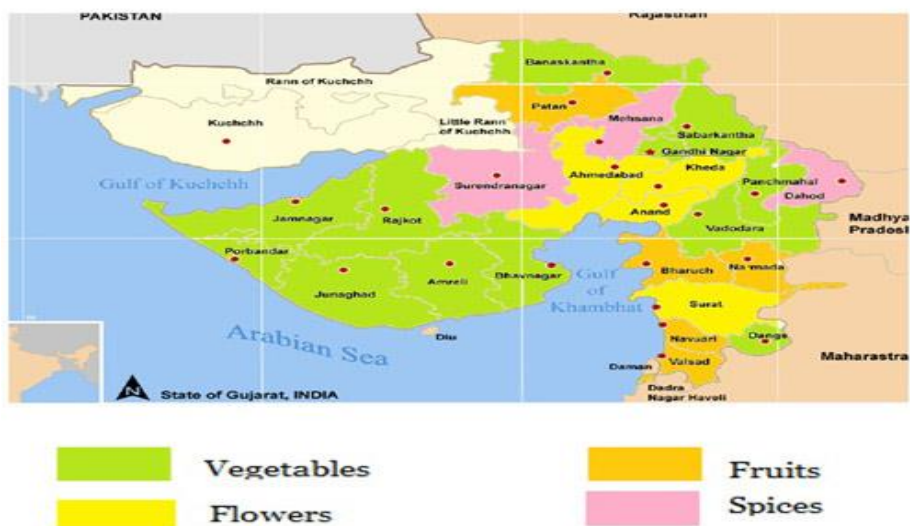 PAKISTAN
Rajasthan
Banaskantha
Rann of Kuchchh
Patan
Mehsana
Kuchchh
Little Rann
of Kuchchh
Sabarkantha
Gandhi Nagar
Gulf of Kuchchh
Surendranagar
Ahmedabad
Kheda
Panchmahal
Dahod
Jamnagar
Rajkot
Anand
Vadodara
Madhya
Pradesh
Porbandar
Junaghad
Amreli
Bhavnagar
Gulf
of
Khambhat
Bharuch
Narmada
Surat
Arabian Sea
Diu
Navsari
Dangs
Valsad
Daman
Maharastra
Dadra
Nagar Haveli
N
State of Gujarat, INDIA
Vegetables
Fruits
Flowers
Spices